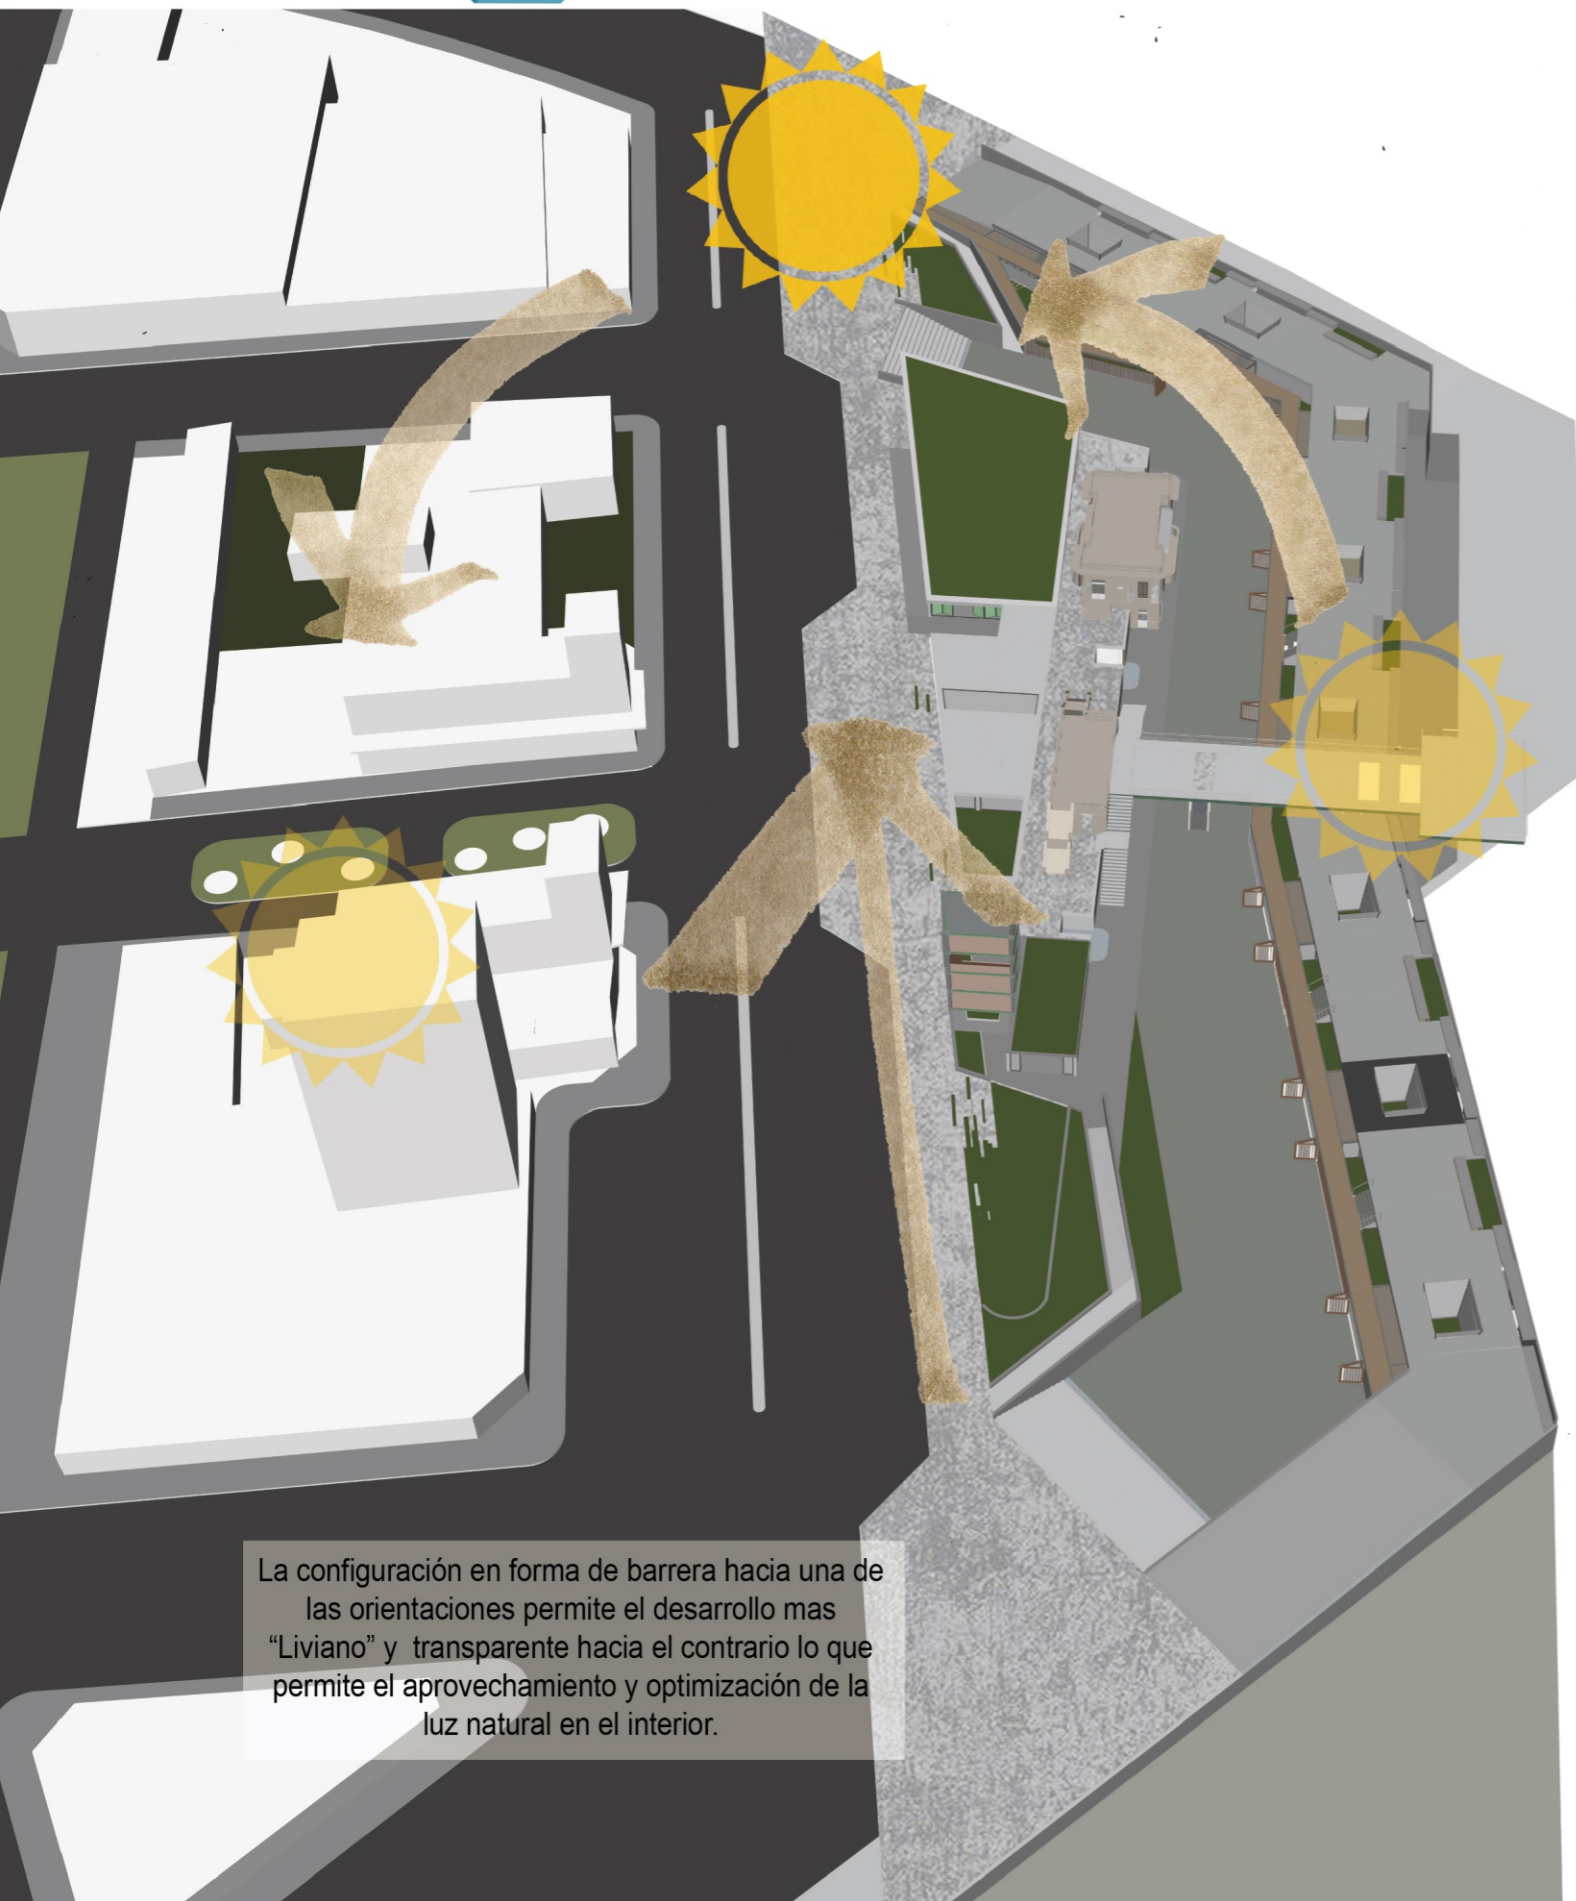 La configuración en forma de barrera hacia una de
las orientaciones permite el desarrollo mas
“Liviano” y  transparente hacia el contrario lo que
permite el aprovechamiento y optimización de la
luz natural en el interior.